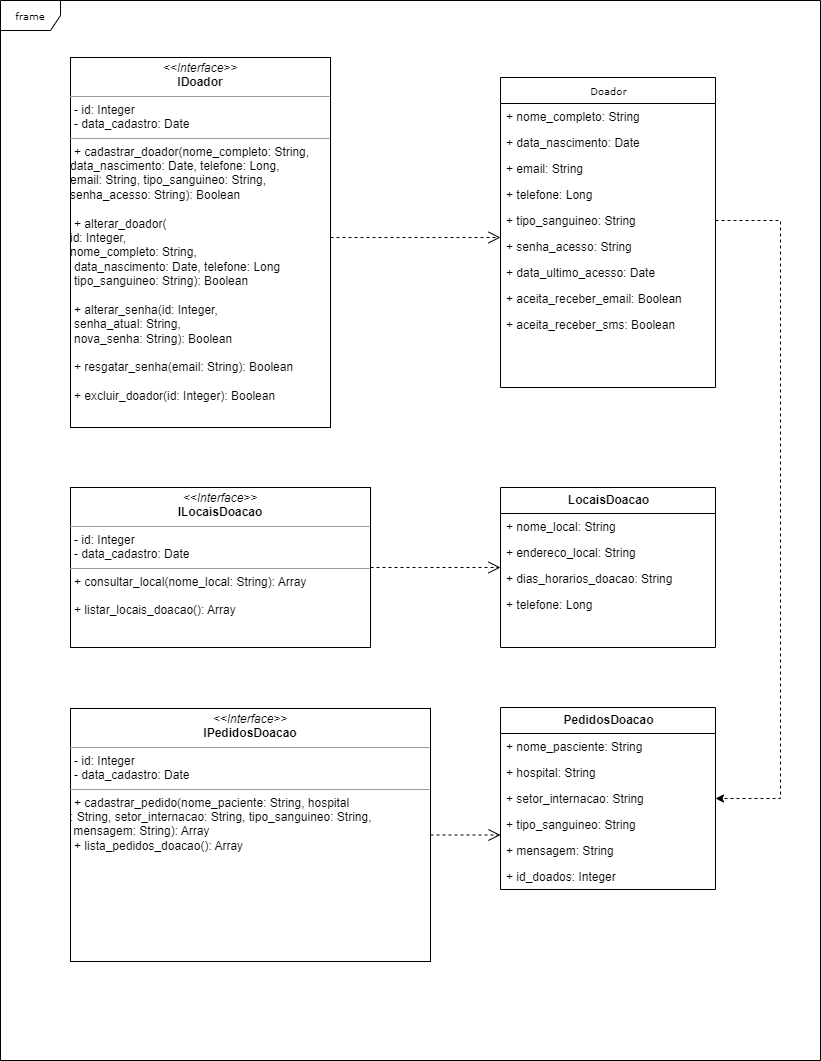 frame
<<Interface>>
IDoador
- id: Integer
- data_cadastro: Date
+ cadastrar_doador(nome_completo: String,
data_nascimento: Date, telefone: Long,
email: String, tipo_sanguineo: String,
senha_acesso: String): Boolean
+ alterar_doador(
id: Integer,
nome_completo: String,
data_nascimento: Date, telefone: Long
tipo_sanguineo: String): Boolean
+ alterar_senha(id: Integer,
senha_atual: String,
nova_senha: String): Boolean
+ resgatar_senha(email: String): Boolean
+ excluir_doador(id: Integer): Boolean
Doador
+ nome_completo: String
+ data_nascimento: Date
+ email: String
+ telefone: Long
+ tipo_sanguineo: String
+ senha_acesso: String
+ data_ultimo_acesso: Date
+ aceita_receber_email: Boolean
+ aceita_receber_sms: Boolean
<<Interface>>
ILocaisDoacao
- id: Integer
- data_cadastro: Date
+ consultar_local(nome_local: String): Array
+ listar_locais_doacao(): Array
LocaisDoacao
+ nome_local: String
+ endereco_local: String
+ dias_horarios_doacao: String
+ telefone: Long
<<Interface>>
IPedidosDoacao
- id: Integer
- data_cadastro: Date
+ cadastrar_pedido(nome_paciente: String, hospital
: String, setor_internacao: String, tipo_sanguineo: String,
mensagem: String): Array
+ lista_pedidos_doacao(): Array
PedidosDoacao
+ nome_pasciente: String
+ hospital: String
+ setor_internacao: String
+ tipo_sanguineo: String
+ mensagem: String
+ id_doados: Integer